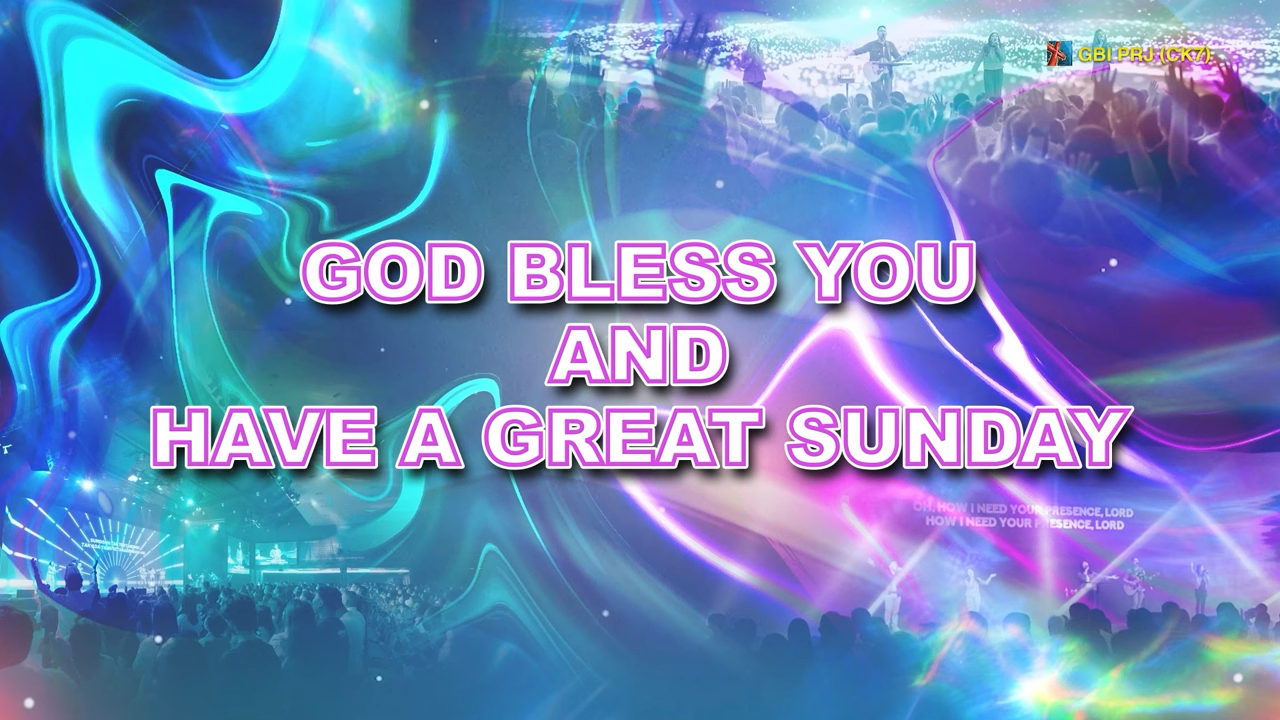 GBI PRJ (CK7)
GOD BLESS YOU
AND
HAVE A GREAT SUNDAY
OH, HOW I NEED YOUR PRESENCE, LORD
HOW I NEED YOUR PRESENCE, LORD